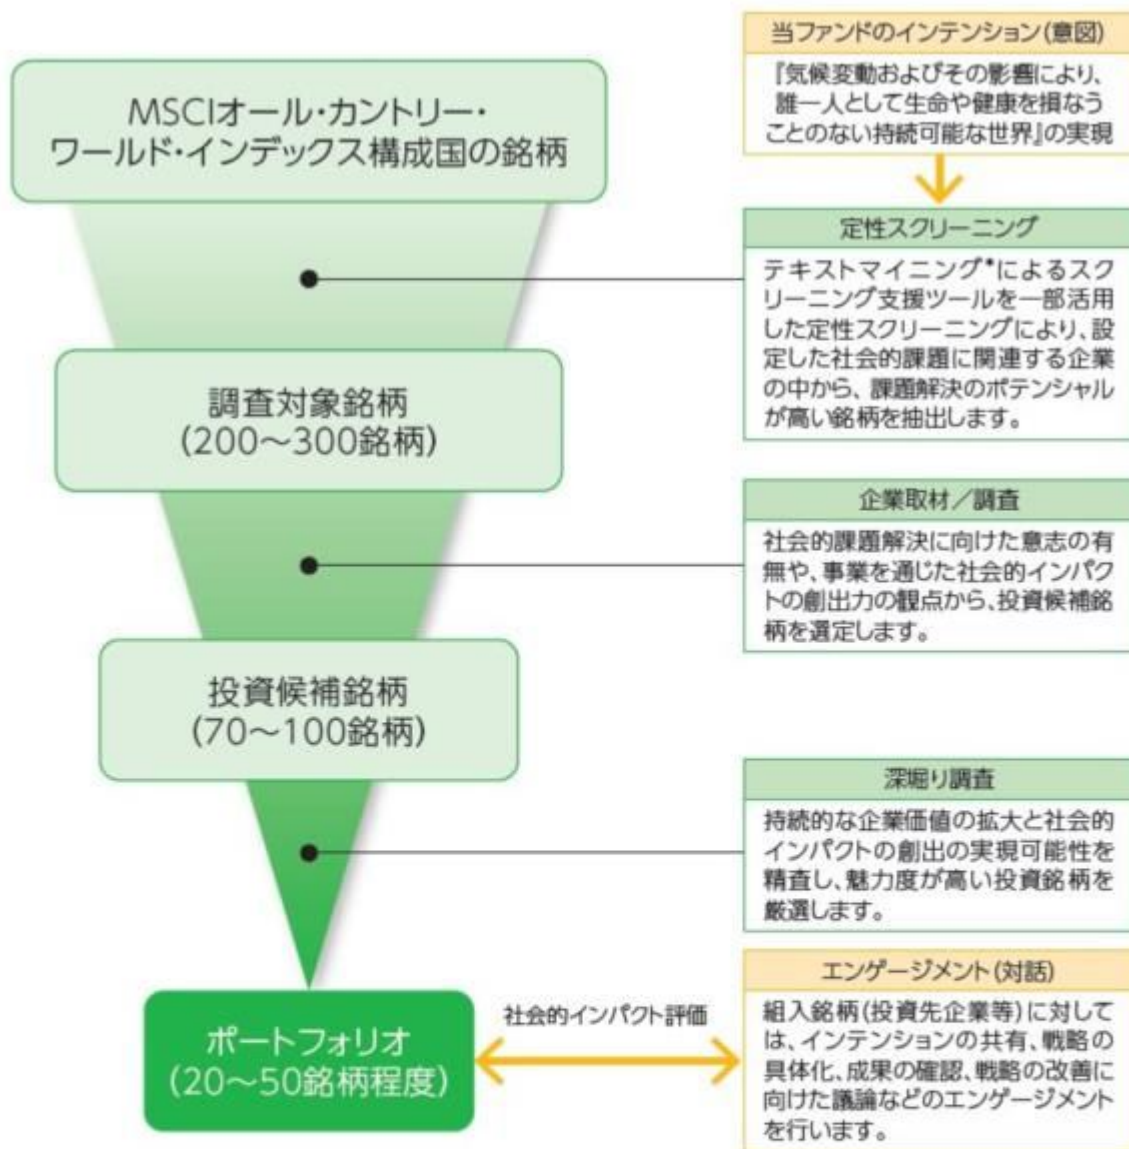 MSCIオール・カントリー・
ワールド・インデックス構成国の銘柄
当ファンドのインテンション(意図)
『気候変動およびその影響により、
誰一人として生命や健康を損なう
ことのない持続可能な世界』の実現
定性スクリーニング
テキストマイニング*によるスク
リーニング支援ツールを一部活用
した定性スクリーニングにより、設
定した社会的課題に関連する企業
の中から、課題解決のポテンシャル
が高い銘柄を抽出します。
調査対象銘柄
(200〜300銘柄)
企業取材／調査
社会的課題解決に向けた意志の有
無や、事業を通じた社会的インパク
トの創出力の観点から、投資候補銘
柄を選定します。
投資候補銘柄
(70〜100銘柄)
深堀り調査
持続的な企業価値の拡大と社会的
インパクトの創出の実現可能性を
精査し、魅力度が高い投資銘柄を
厳選します。
ポートフォリオ
(20〜50銘柄程度)
社会的インパクト評価
エンゲージメント(対話)
組入銘柄(投資先企業等)に対して
は、インテンションの共有、戦略の
具体化、成果の確認、戦略の改善に
向けた議論などのエンゲージメント
を行います。